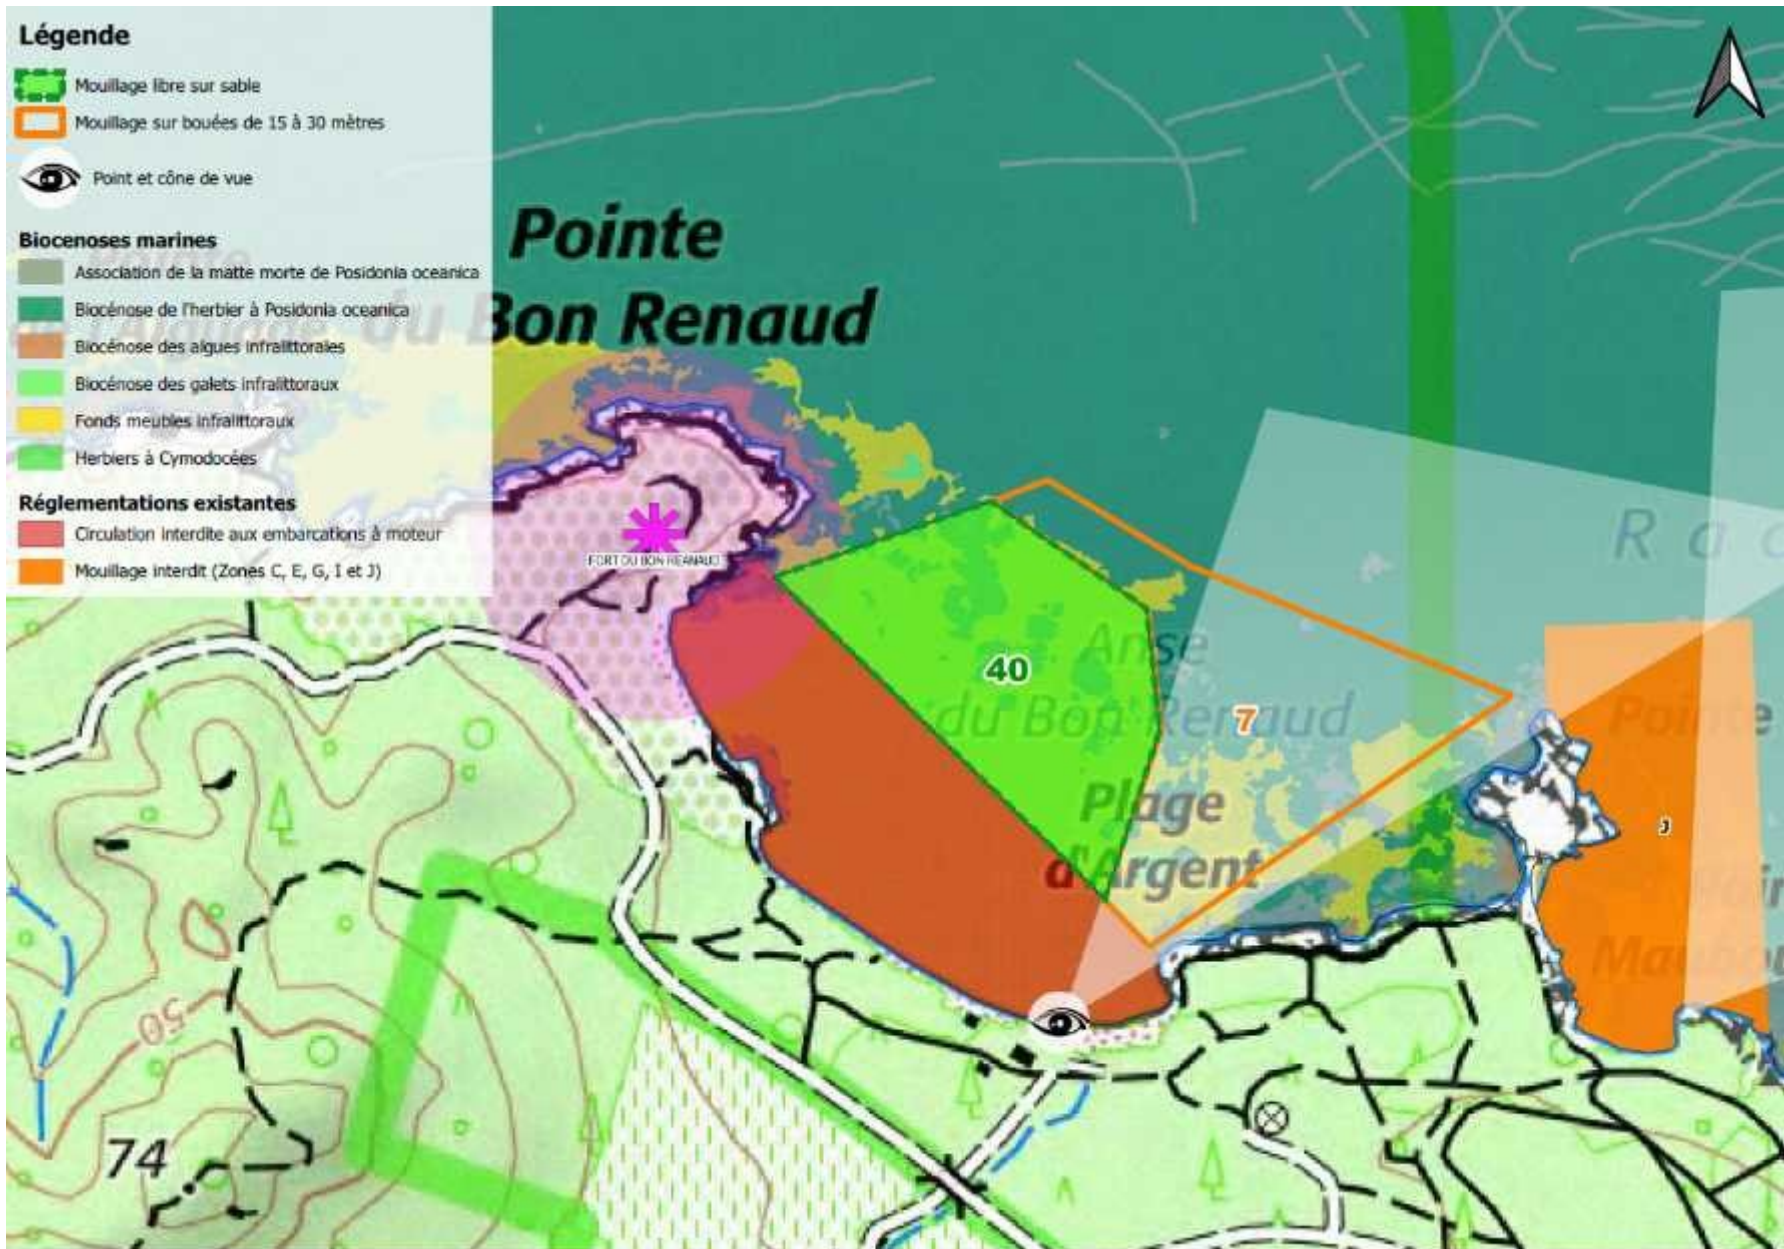 Légende
Mouillage libre sur sable
Mouillage sur bouées de 15 à 30 mètres
Point et cône de vue
Biocenoses marines
Association de la matte morte de Posidonia oceanica
Biocénose de l'herbier à Posidonia oceanica
Biocénose des algues infralittorales
Biocénose des galets infralittoraux
Fonds meubles infralittoraux
Herbiers à Cymodocées
Réglementations existantes
Circulation interdite aux embarcations à moteur
Mouillage interdit (Zones C, E, G, I et J)
Pointe
du Bon Renaud
FORT DU BON REANAUD
40
Anse
du Bon Renaud
7
Plage
d'Argent
Pointe
J
50
74